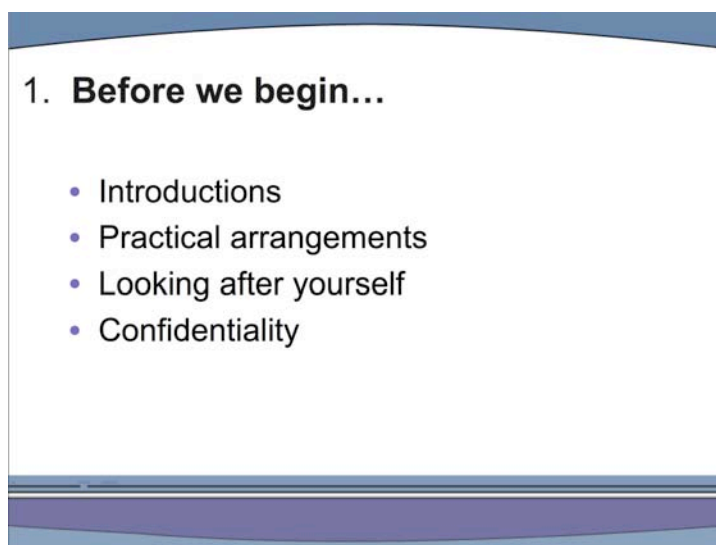 1. Before we begin…
• Introductions
• Practical arrangements
• Looking after yourself
• Confidentiality